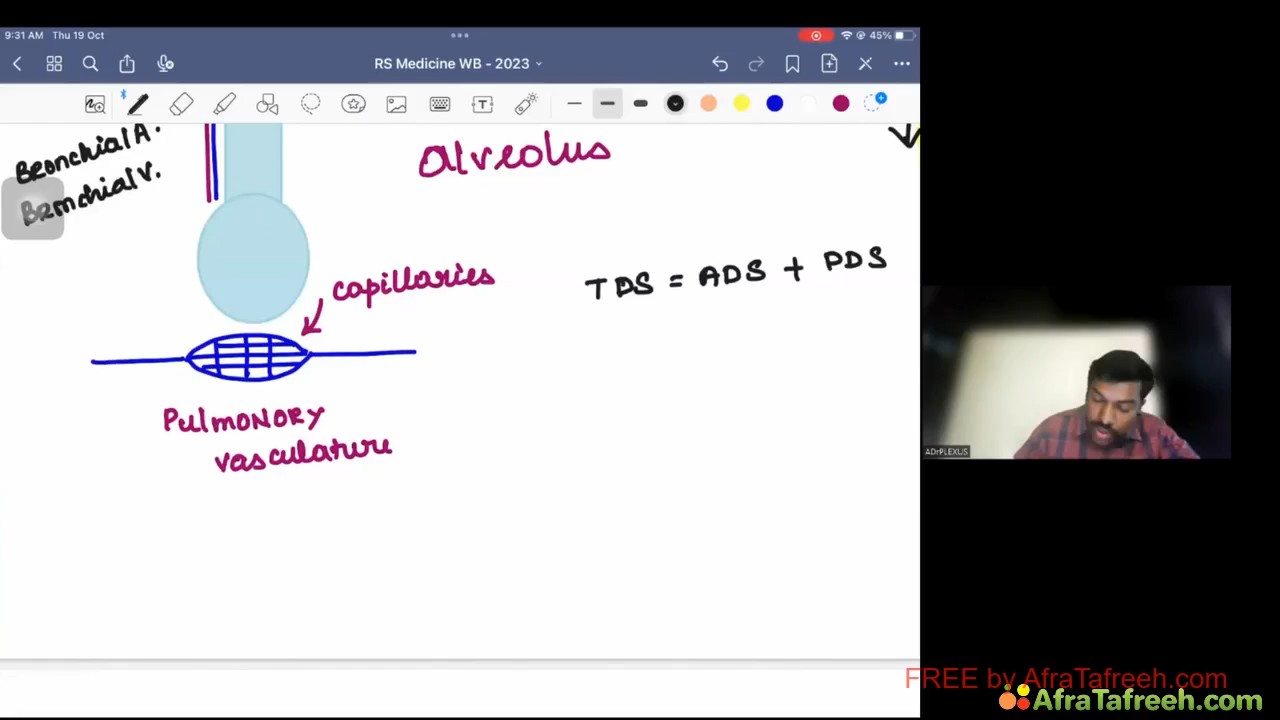 9:31 AM Thu 19 Oct
45%
RS Medicine WB - 2023
Bronchial A.
Bronchial V.
alveolus
capillaries
TDS = ADS + PDS
PulMONORY
vasculature
ADrPLEXUS
FREE by AfraTafreeh.com
AfraTafreeh.com